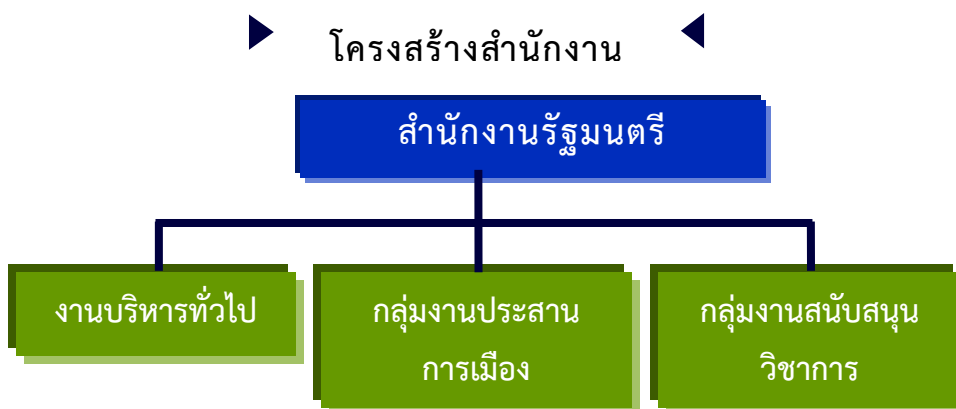 โครงสร้างสำนักงาน
สำนักงานรัฐมนตรี
งานบริหารทั่วไป
กลุ่มงานประสาน
การเมือง
กลุ่มงานสนับสนุน
วิชาการ